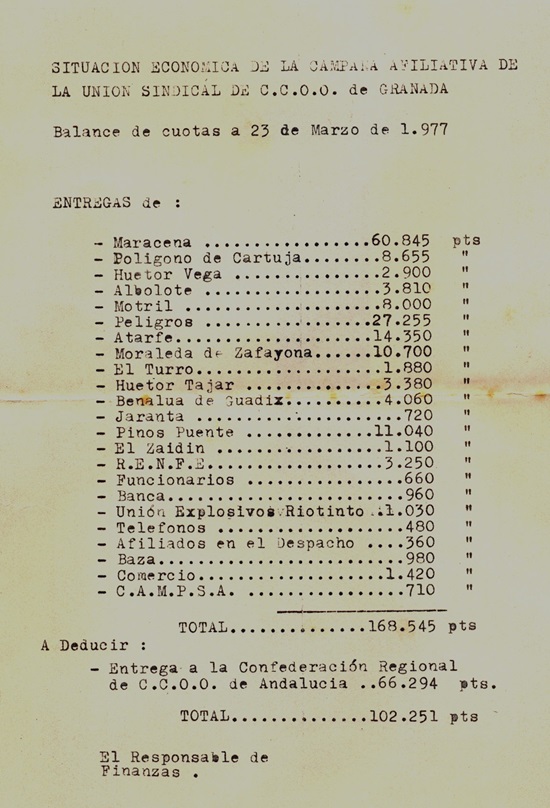 SITUACION ECONOMICA DE LA CAMPAÑA AFILIATIVA DE
LA UNION SINDICAL DE C.C.O.O. de GRANADA
Balance de cuotas a 23 de Marzo de 1.977
ENTREGAS de :
- Maracena ..................60.845 pts
- Poligono de Cartuja........8.655 "
- Huetor Vega ...............2.900 "
- Albolote ..................3.810 "
- Motril ....................8.000 "
- Peligros .................27.255 "
- Atarfe....................14.350 "
- Moraleda de Zafayona......10.700 "
- El Turro...................1.880 "
- Huetor Tajar ..............3.380 "
- Benalua de Guadix..........4.060 "
- Jaranta .....................720 "
- Pinos Puente .............11.040 "
- El Zaidin .................1.100 "
- R.E.N.F.E..................3.250 "
- Funcionarios ................660 "
- Banca........................960 "
- Unión Explosivos Riotinto ..1.030 "
- Telefonos ...................480 "
- Afiliados en el Despacho ....360 "
- Baza.........................980 "
- Comercio...................1.420 "
- C.A.M.P.S.A. ................710 "
TOTAL..............168.545 pts
A Deducir :
- Entrega a la Confederación Regional
de C.C.O.O. de Andalucia ..66.294 pts.
TOTAL..............102.251 pts
El Responsable de
Finanzas .